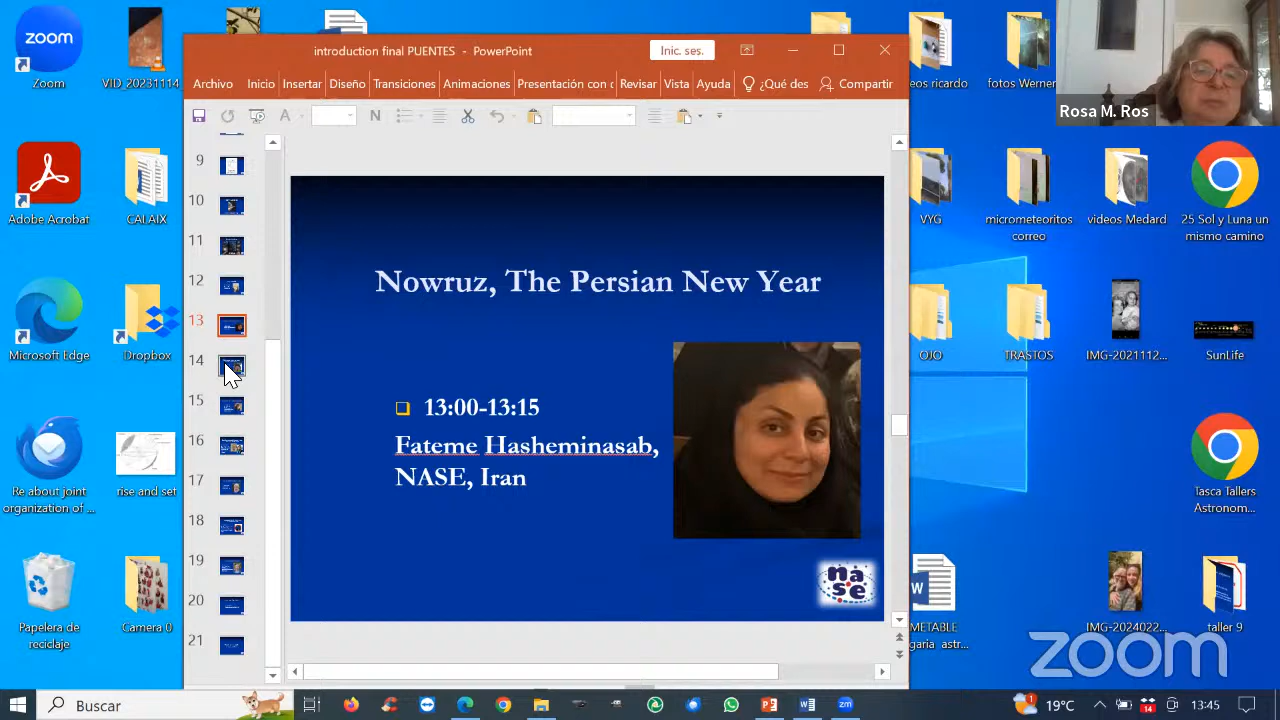 introduction final PUENTES - PowerPoint
Inic. ses.
Archivo
Inicio
Insertar
Diseño
Transiciones
Animaciones
Presentación con c
Revisar
Vista
Ayuda
¿Qué des
Compartir
A
N
9
10
11
12
13
14
15
16
17
18
19
20
21
Nowruz, The Persian New Year
13:00-13:15
Fateme Hasheminasab,
NASE, Iran
nase
zoom
Zoom
VID_20231114
Adobe Acrobat
CALAIX
Microsoft Edge
Dropbox
Re about joint
organization of ...
rise and set
Papelera de
reciclaje
Camera 0
eos ricardo
fotos Werner
Rosa M. Ros
VYG
micrometeoritos
correo
videos Medard
25 Sol y Luna un
mismo camino
OJO
TRASTOS
IMG-2021112...
SunLife
Tasca Tallers
Astronom...
W
METABLE
garia_astr...
IMG-2024022...
taller 9
zoom
Buscar
1
19°C
14
13:45